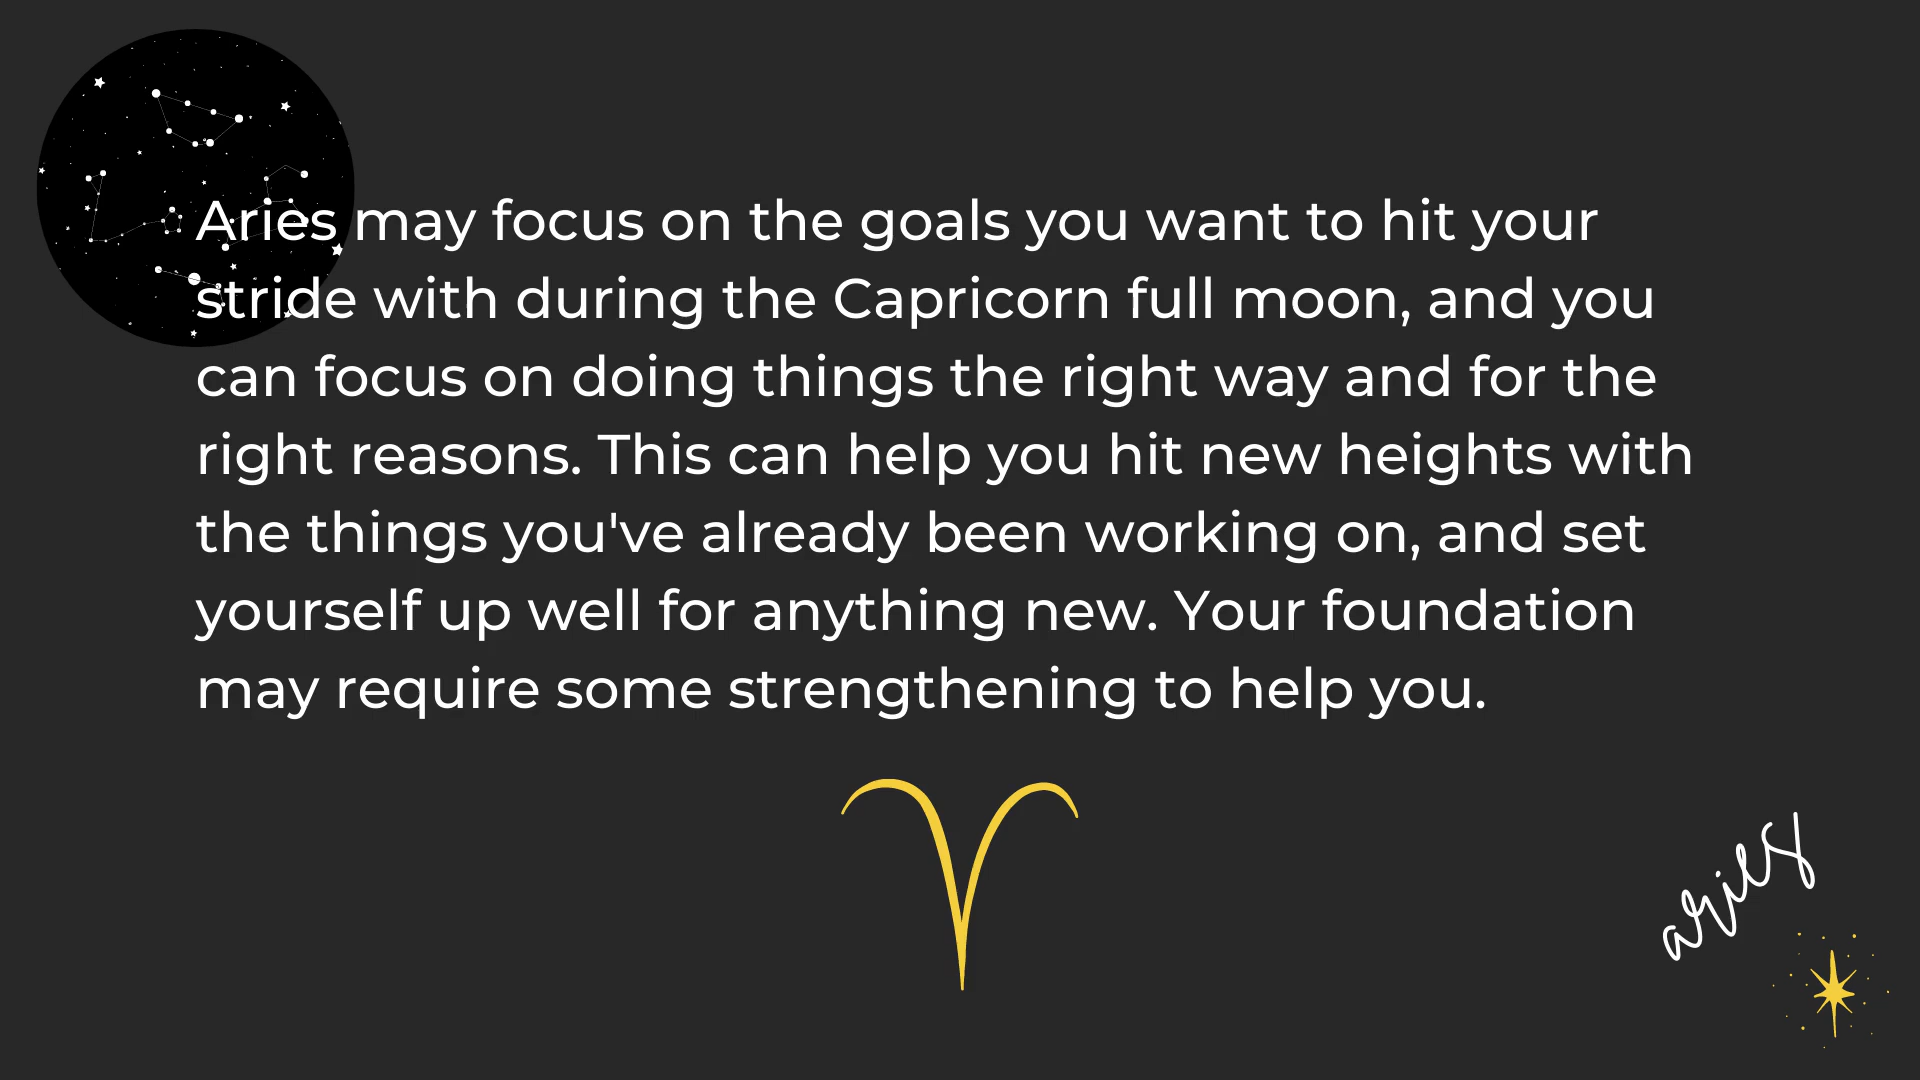 Aries may focus on the goals you want to hit your
stride with during the Capricorn full moon, and you
can focus on doing things the right way and for the
right reasons. This can help you hit new heights with
the things you've already been working on, and set
yourself up well for anything new. Your foundation
may require some strengthening to help you.
aries